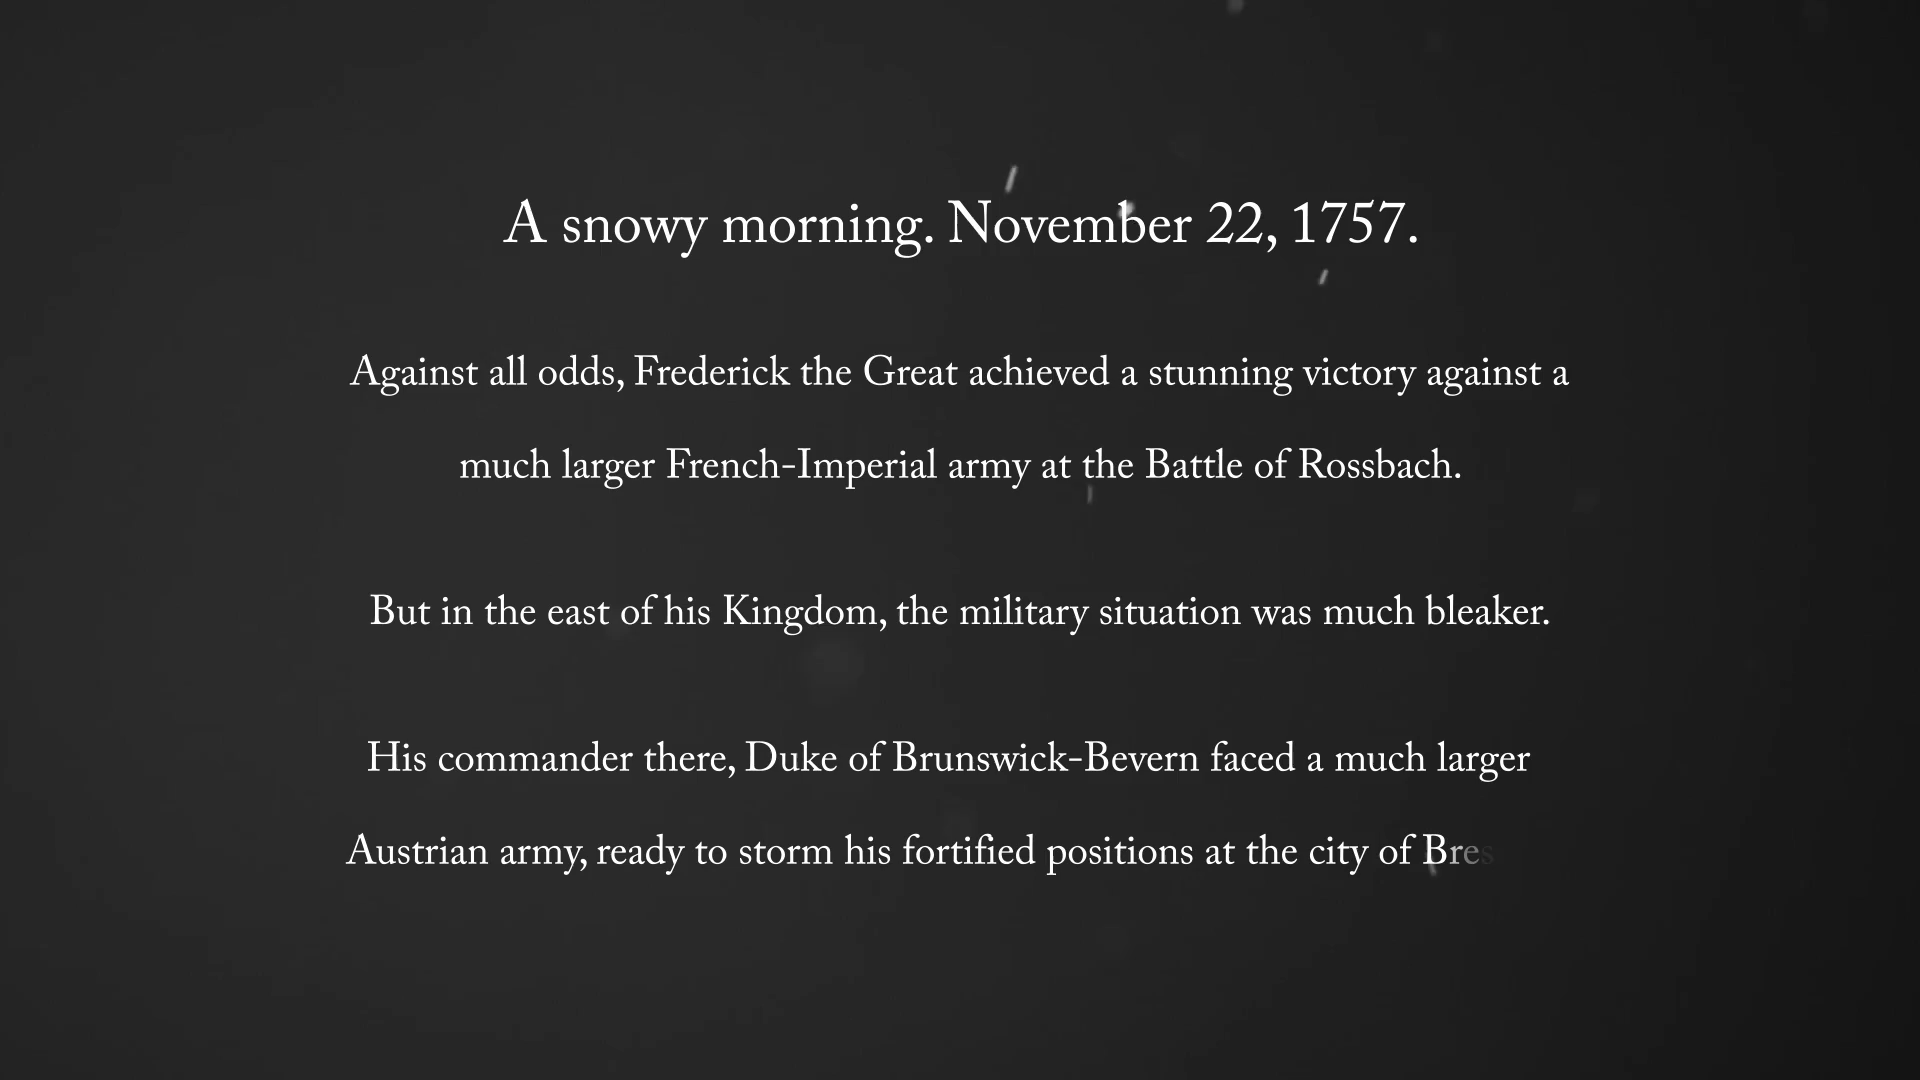 A snowy morning. November 22, 1757.
Against all odds, Frederick the Great achieved a stunning victory against a
much larger French-Imperial army at the Battle of Rossbach.
But in the east of his Kingdom, the military situation was much bleaker.
His commander there, Duke of Brunswick-Bevern faced a much larger
Austrian army, ready to storm his fortified positions at the city of Bres